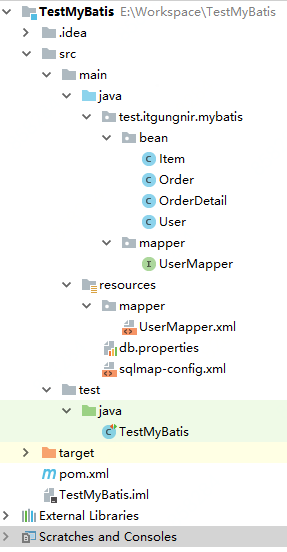 TestMyBatis E:\Workspace\TestMyBatis
.idea
src
main
java
test.itgungnir.mybatis
bean
Item
Order
OrderDetail
User
mapper
UserMapper
resources
mapper
UserMapper.xml
db.properties
sqlmap-config.xml
test
java
TestMyBatis
target
pom.xml
TestMyBatis.iml
External Libraries
Scratches and Consoles